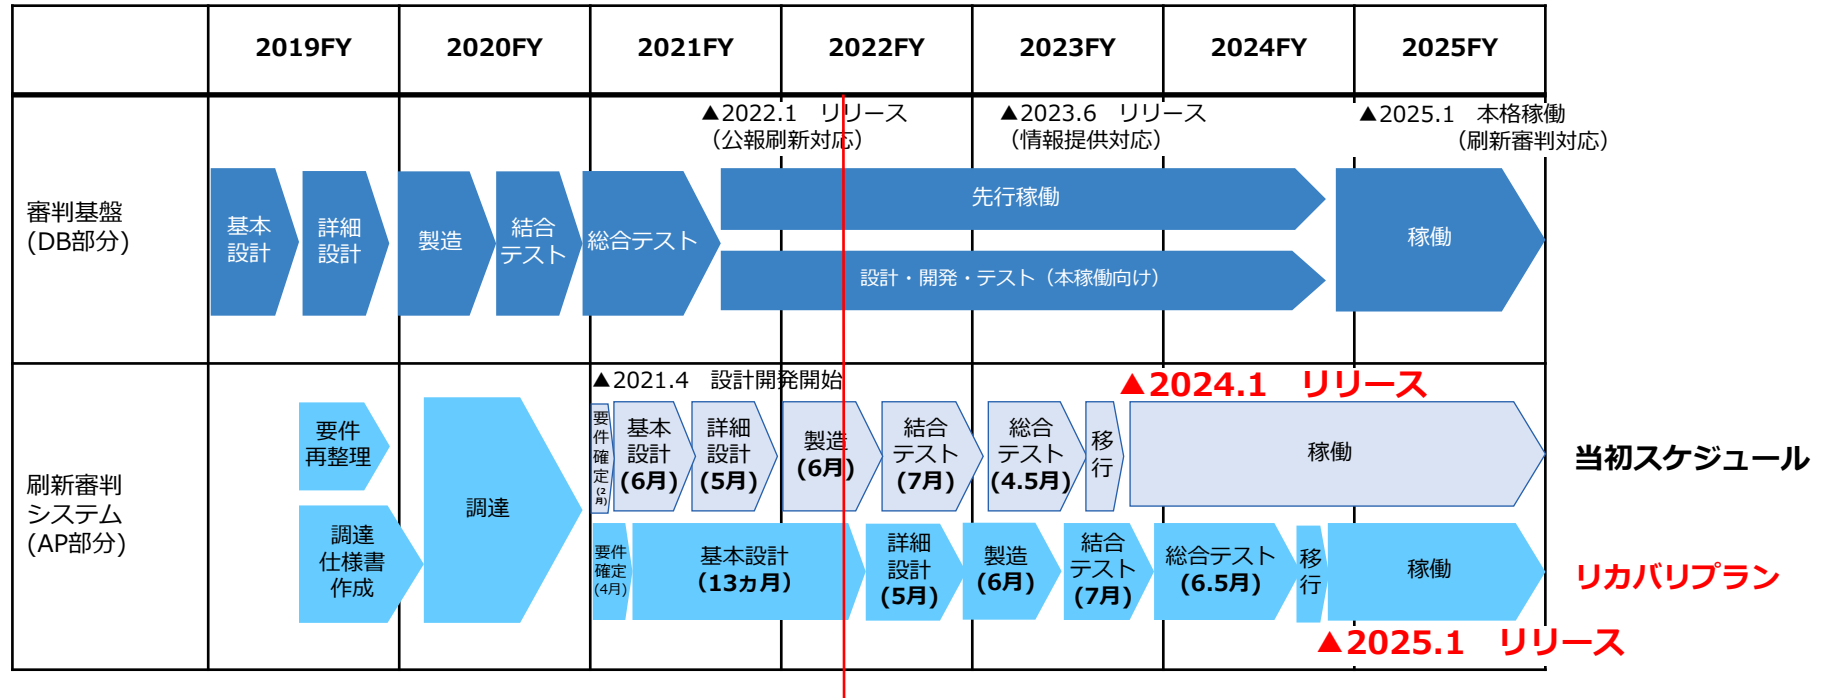 2019FY
2020FY
2021FY
2022FY
2023FY
2024FY
2025FY
審判基盤
(DB部分)
▲2022.1 リリース
（公報刷新対応）
▲2023.6 リリース
（情報提供対応）
▲2025.1 本格稼働
（刷新審判対応）
基本
設計
詳細
設計
製造
結合
テスト
総合テスト
先行稼働
設計・開発・テスト（本稼働向け）
稼働
刷新審判
システム
(AP部分)
要件
再整理
調達
仕様書
作成
調達
▲2021.4 設計開発開始
▲2024.1 リリース
要
件
確
定
(2
月)
基本
設計
(6月)
詳細
設計
(5月)
製造
(6月)
結合
テスト
(7月)
総合
テスト
(4.5月)
移
行
稼働
当初スケジュール
要件
確定
(4月)
基本設計
（13ヵ月）
詳細
設計
(5月)
製造
(6月)
結合
テスト
(7月)
総合テスト
(6.5月)
移
行
稼働
リカバリプラン
▲2025.1 リリース